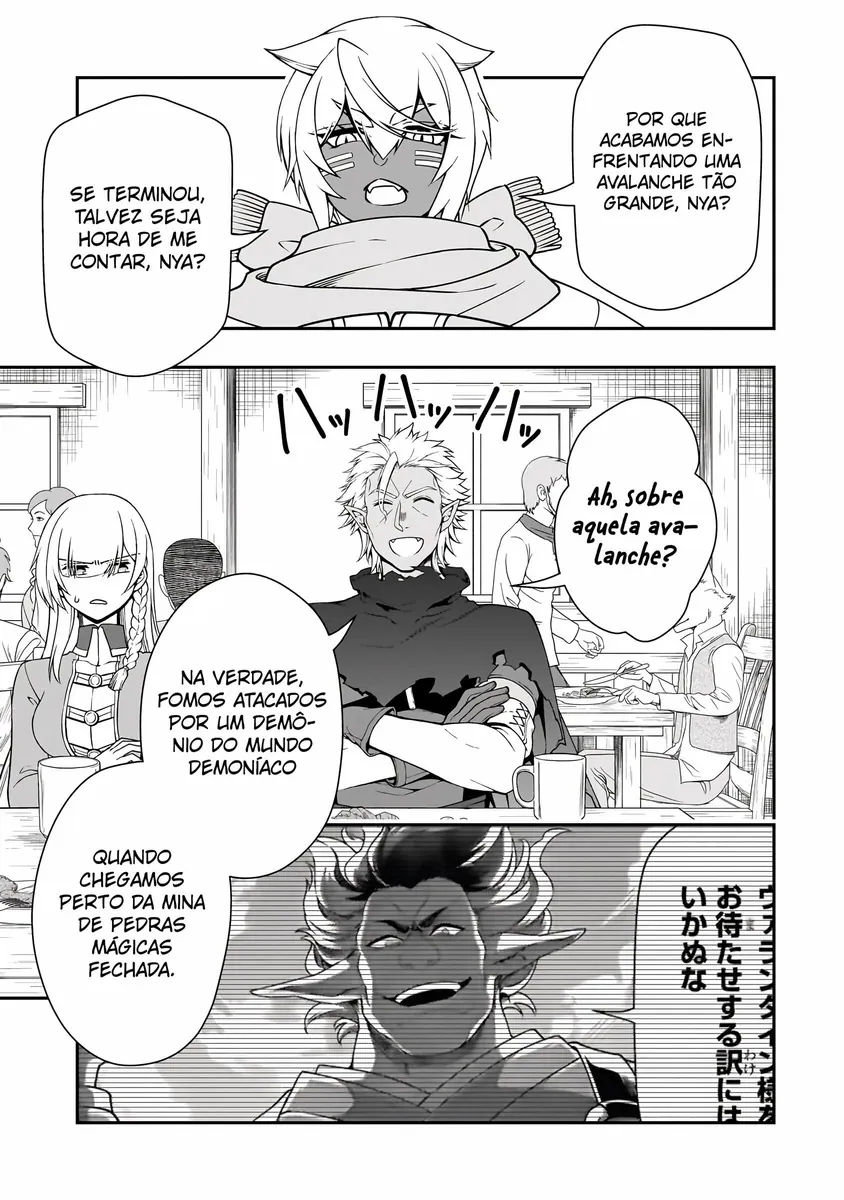 POR QUE
ACABAMOS EN-
FRENTANDO UMA
AVALANCHE TÃO
GRANDE, NYA?
SE TERMINOU,
TALVEZ SEJA
HORA DE ME
CONTAR, NYA?
ハッハッハッ
Ah, sobre
aquela ava-
lanche?
NA VERDADE,
FOMOS ATACADOS
POR UM DEMÔ-
NIO DO MUNDO
DEMONÍACO
QUANDO
CHEGAMOS
PERTO DA MINA
DE PEDRAS
MÁGICAS
FECHADA.
ヴァランタイン様を
お待たせする訳には
いかぬな